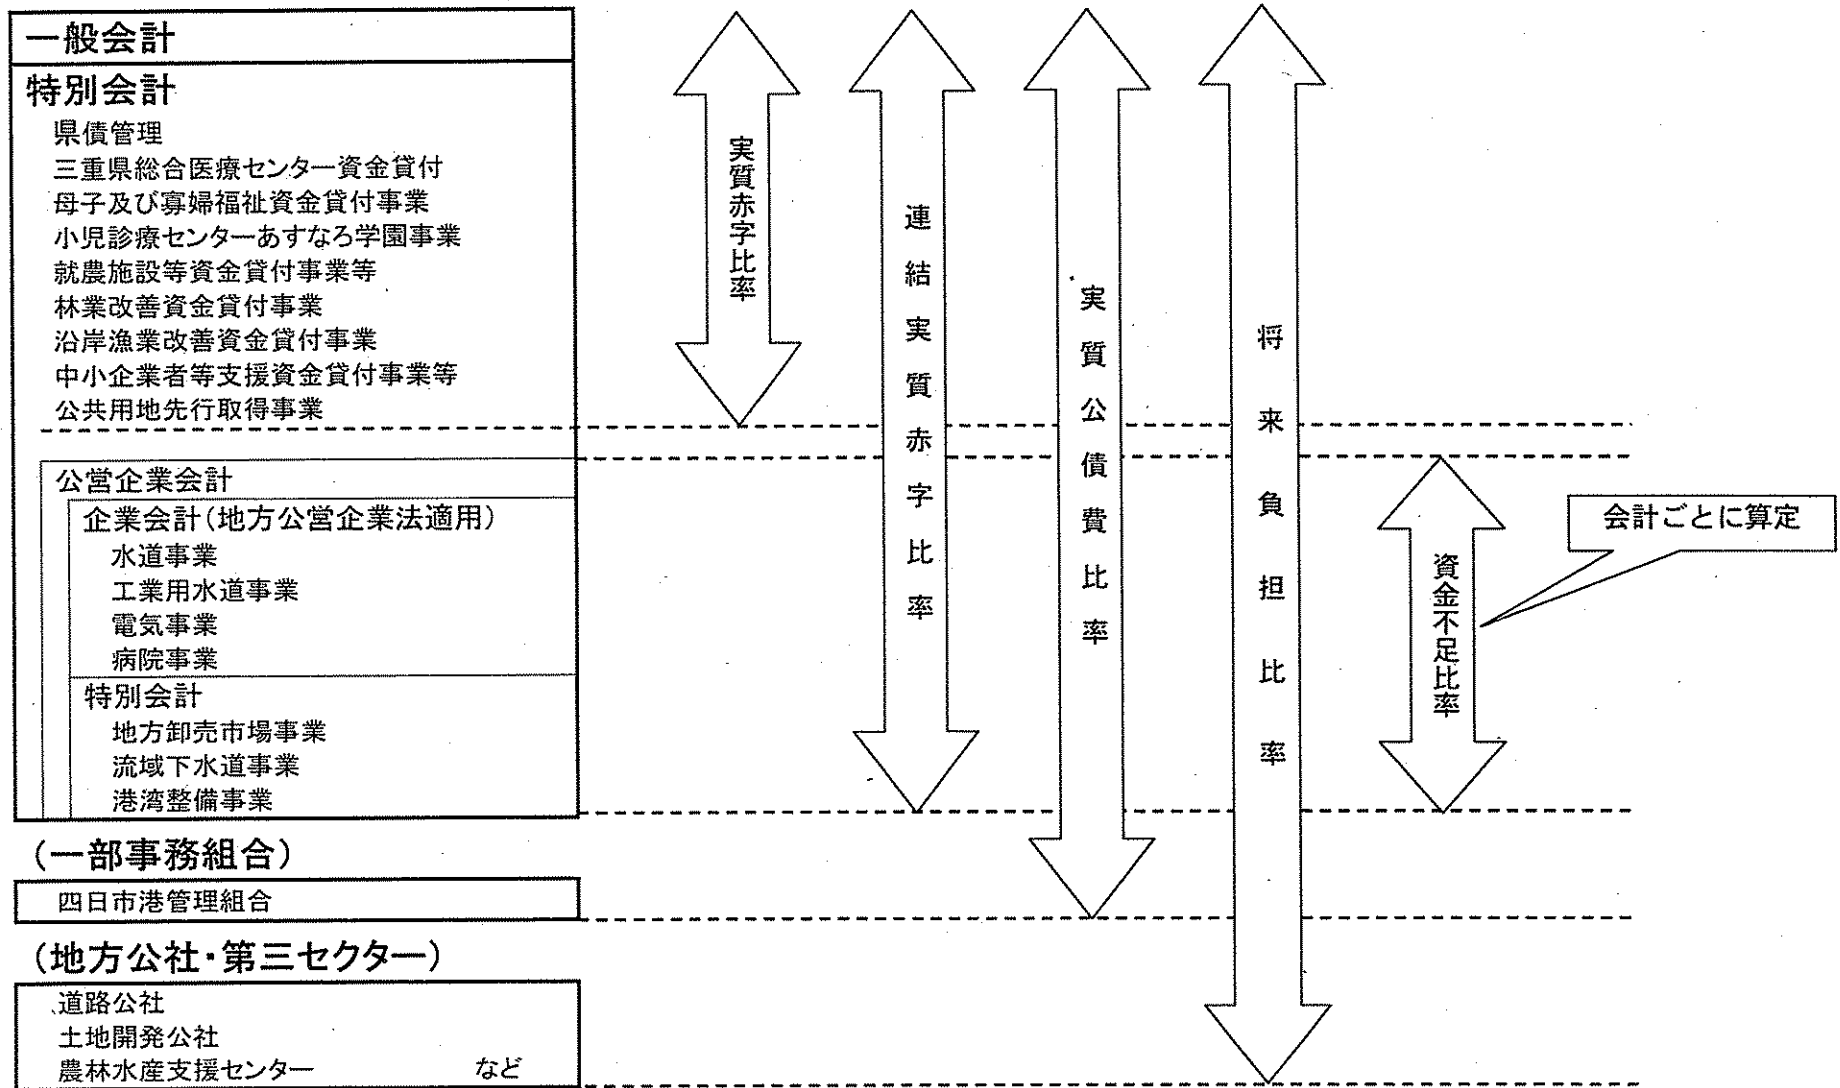 一般会計
特別会計
県債管理
三重県総合医療センター資金貸付
母子及び寡婦福祉資金貸付事業
小児診療センターあすなろ学園事業
就農施設等資金貸付事業等
林業改善資金貸付事業
沿岸漁業改善資金貸付事業
中小企業者等支援資金貸付事業等
公共用地先行取得事業
公営企業会計
企業会計(地方公営企業法適用)
水道事業
工業用水道事業
電気事業
病院事業
特別会計
地方卸売市場事業
流域下水道事業
港湾整備事業
(一部事務組合)
四日市港管理組合
(地方公社・第三セクター)
道路公社
土地開発公社
農林水産支援センター など
実質赤字比率
連結実質赤字比率
実質公債費比率
将来負担比率
資金不足比率
会計ごとに算定